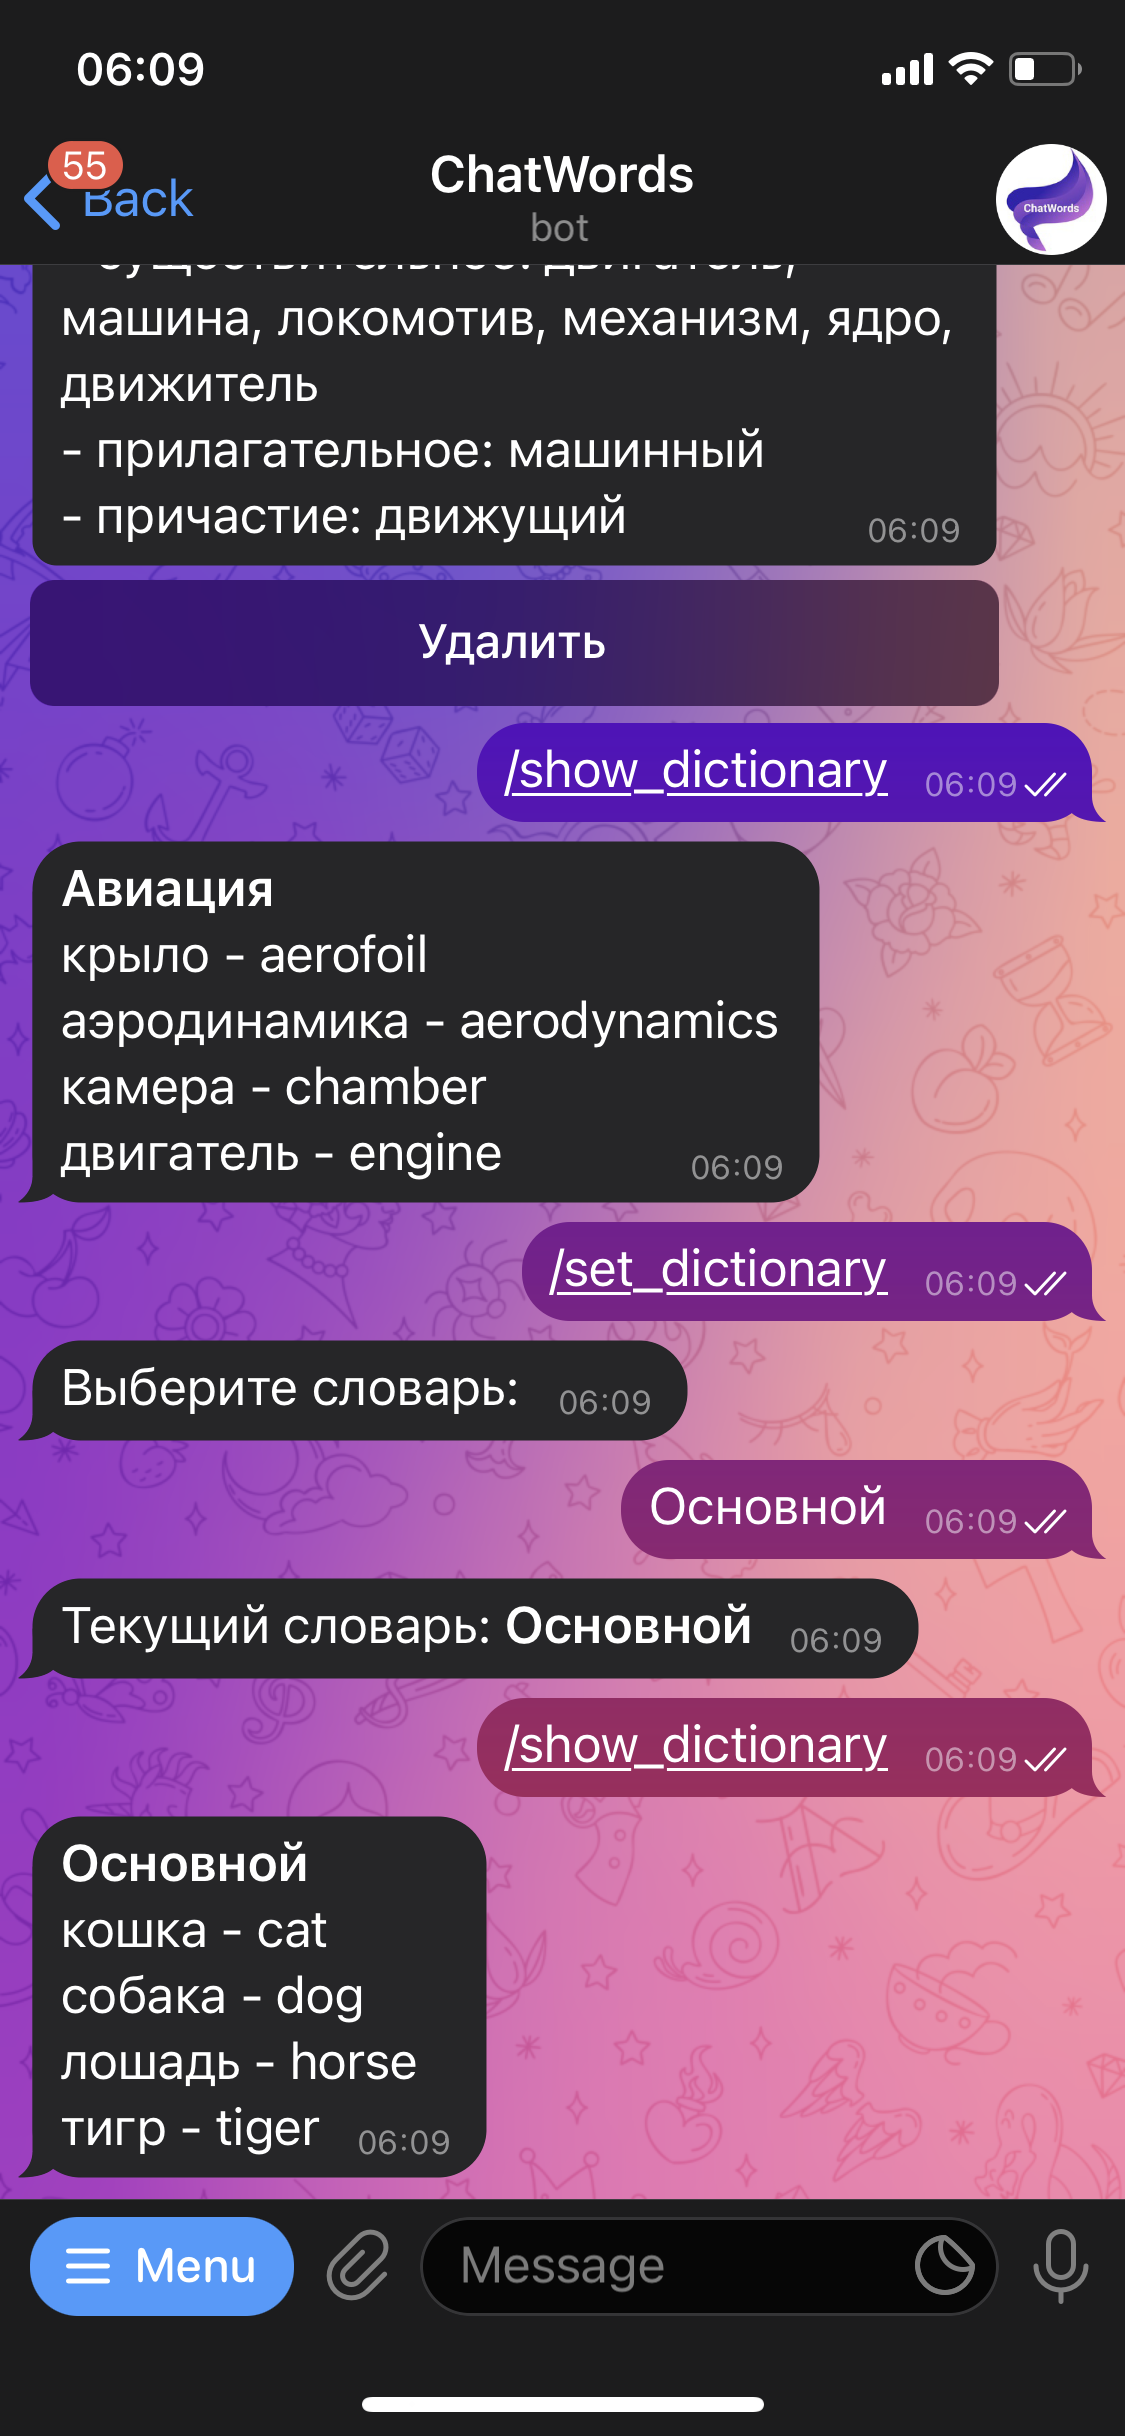 06:09
55
Back
ChatWords
bot
ChatWords
- существительное: двигатель,
машина, локомотив, механизм, ядро,
движитель
- прилагательное: машинный
- причастие: движущий
06:09
Удалить
/show_dictionary 06:09
Авиация
крыло - aerofoil
аэродинамика - aerodynamics
камера - chamber
двигатель - engine 06:09
/set_dictionary 06:09
Выберите словарь: 06:09
Основной 06:09
Текущий словарь: Основной 06:09
/show_dictionary 06:09
Основной
кошка - cat
собака - dog
лошадь - horse
тигр - tiger 06:09
Menu
Message